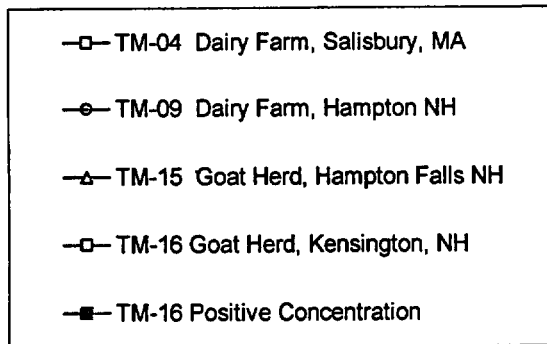 TM-04 Dairy Farm, Salisbury, MA
TM-09 Dairy Farm, Hampton NH
TM-15 Goat Herd, Hampton Falls NH
TM-16 Goat Herd, Kensington, NH
TM-16 Positive Concentration